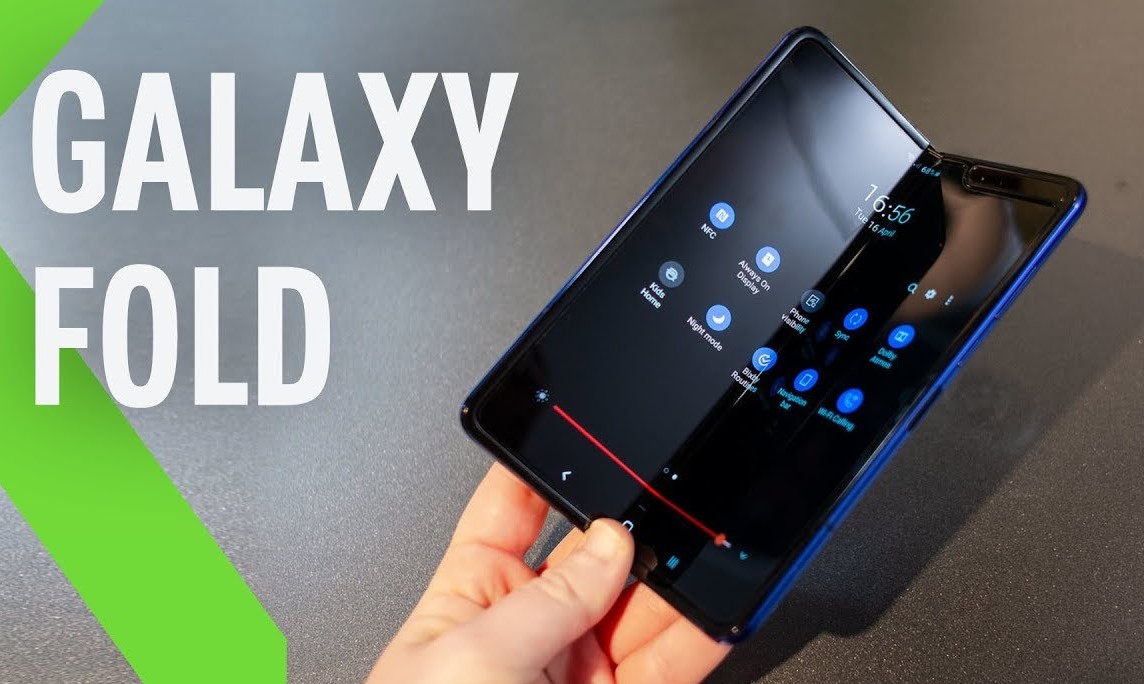 GALAXY
FOLD
68%
16:56
Tue 16 April
NFC
Always On
Display
Phone
visibility
Sync
Dolby
Atmos
Kids
Home
Night mode
Bixby
Routines
Navigation
bar
Wi-Fi Calling